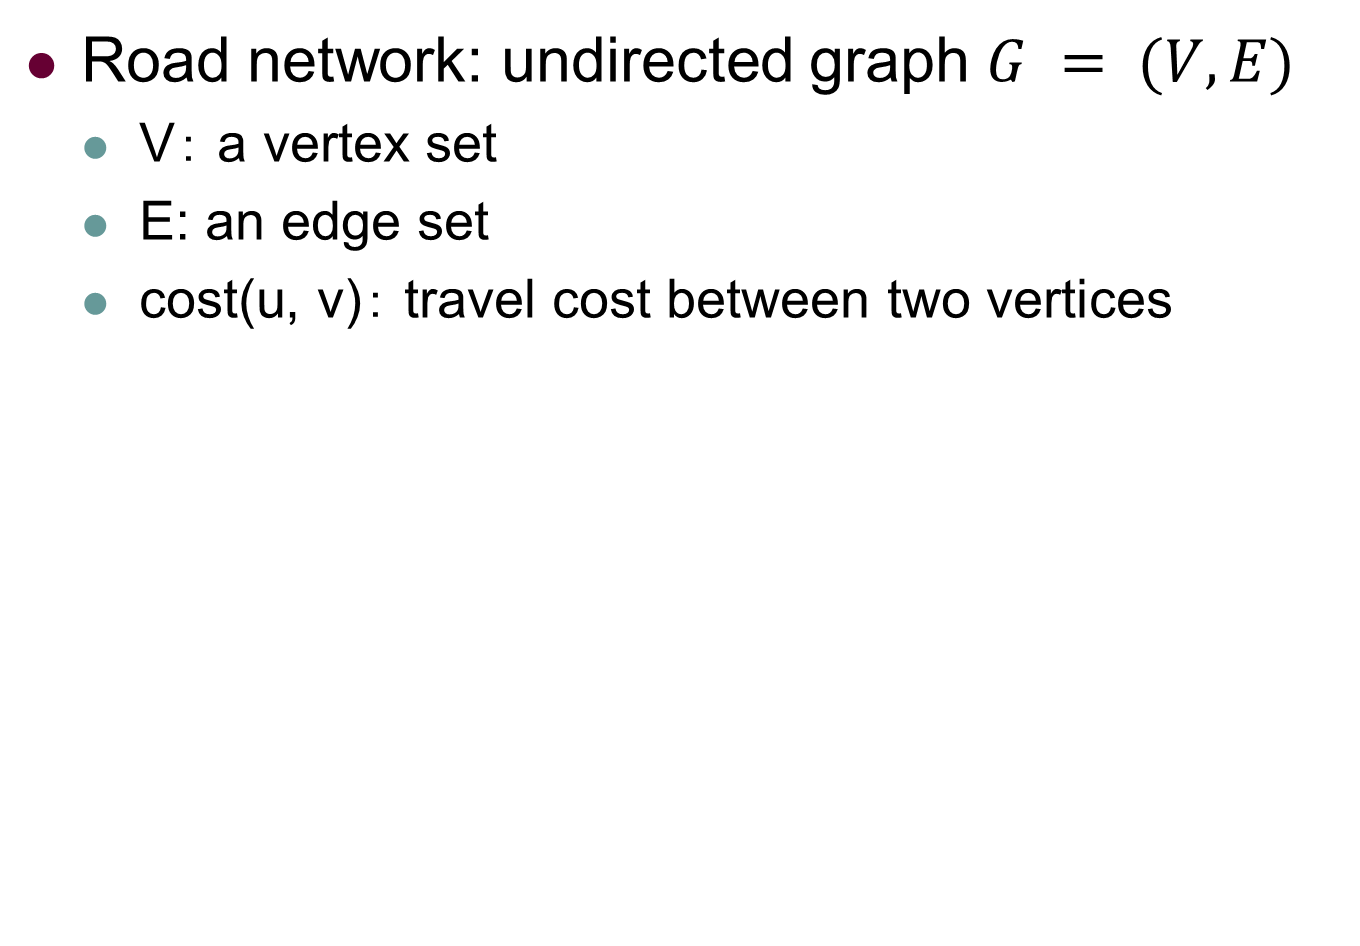 Road network: undirected graph G = (V, E)
V: a vertex set
E: an edge set
cost(u, v): travel cost between two vertices